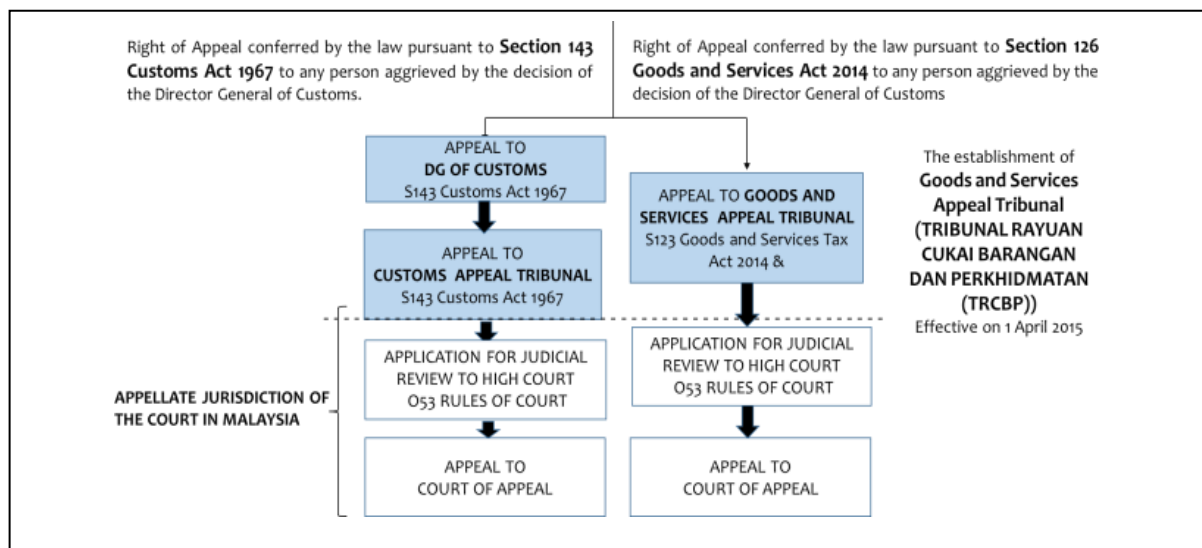 Right of Appeal conferred by the law pursuant to Section 143
Customs Act 1967 to any person aggrieved by the decision of
the Director General of Customs.
Right of Appeal conferred by the law pursuant to Section 126
Goods and Services Act 2014 to any person aggrieved by the
decision of the Director General of Customs
APPEAL TO
DG OF CUSTOMS
S143 Customs Act 1967
APPEAL TO
CUSTOMS APPEAL TRIBUNAL
S143 Customs Act 1967
APPEAL TO GOODS AND
SERVICES APPEAL TRIBUNAL
S123 Goods and Services Tax
Act 2014 &
The establishment of
Goods and Services
Appeal Tribunal
(TRIBUNAL RAYUAN
CUKAI BARANGAN
DAN PERKHIDMATAN
(TRCBP))
Effective on 1 April 2015
APPELLATE JURISDICTION OF
THE COURT IN MALAYSIA
APPLICATION FOR JUDICIAL
REVIEW TO HIGH COURT
O53 RULES OF COURT
APPLICATION FOR JUDICIAL
REVIEW TO HIGH COURT
O53 RULES OF COURT
APPEAL TO
COURT OF APPEAL
APPEAL TO
COURT OF APPEAL